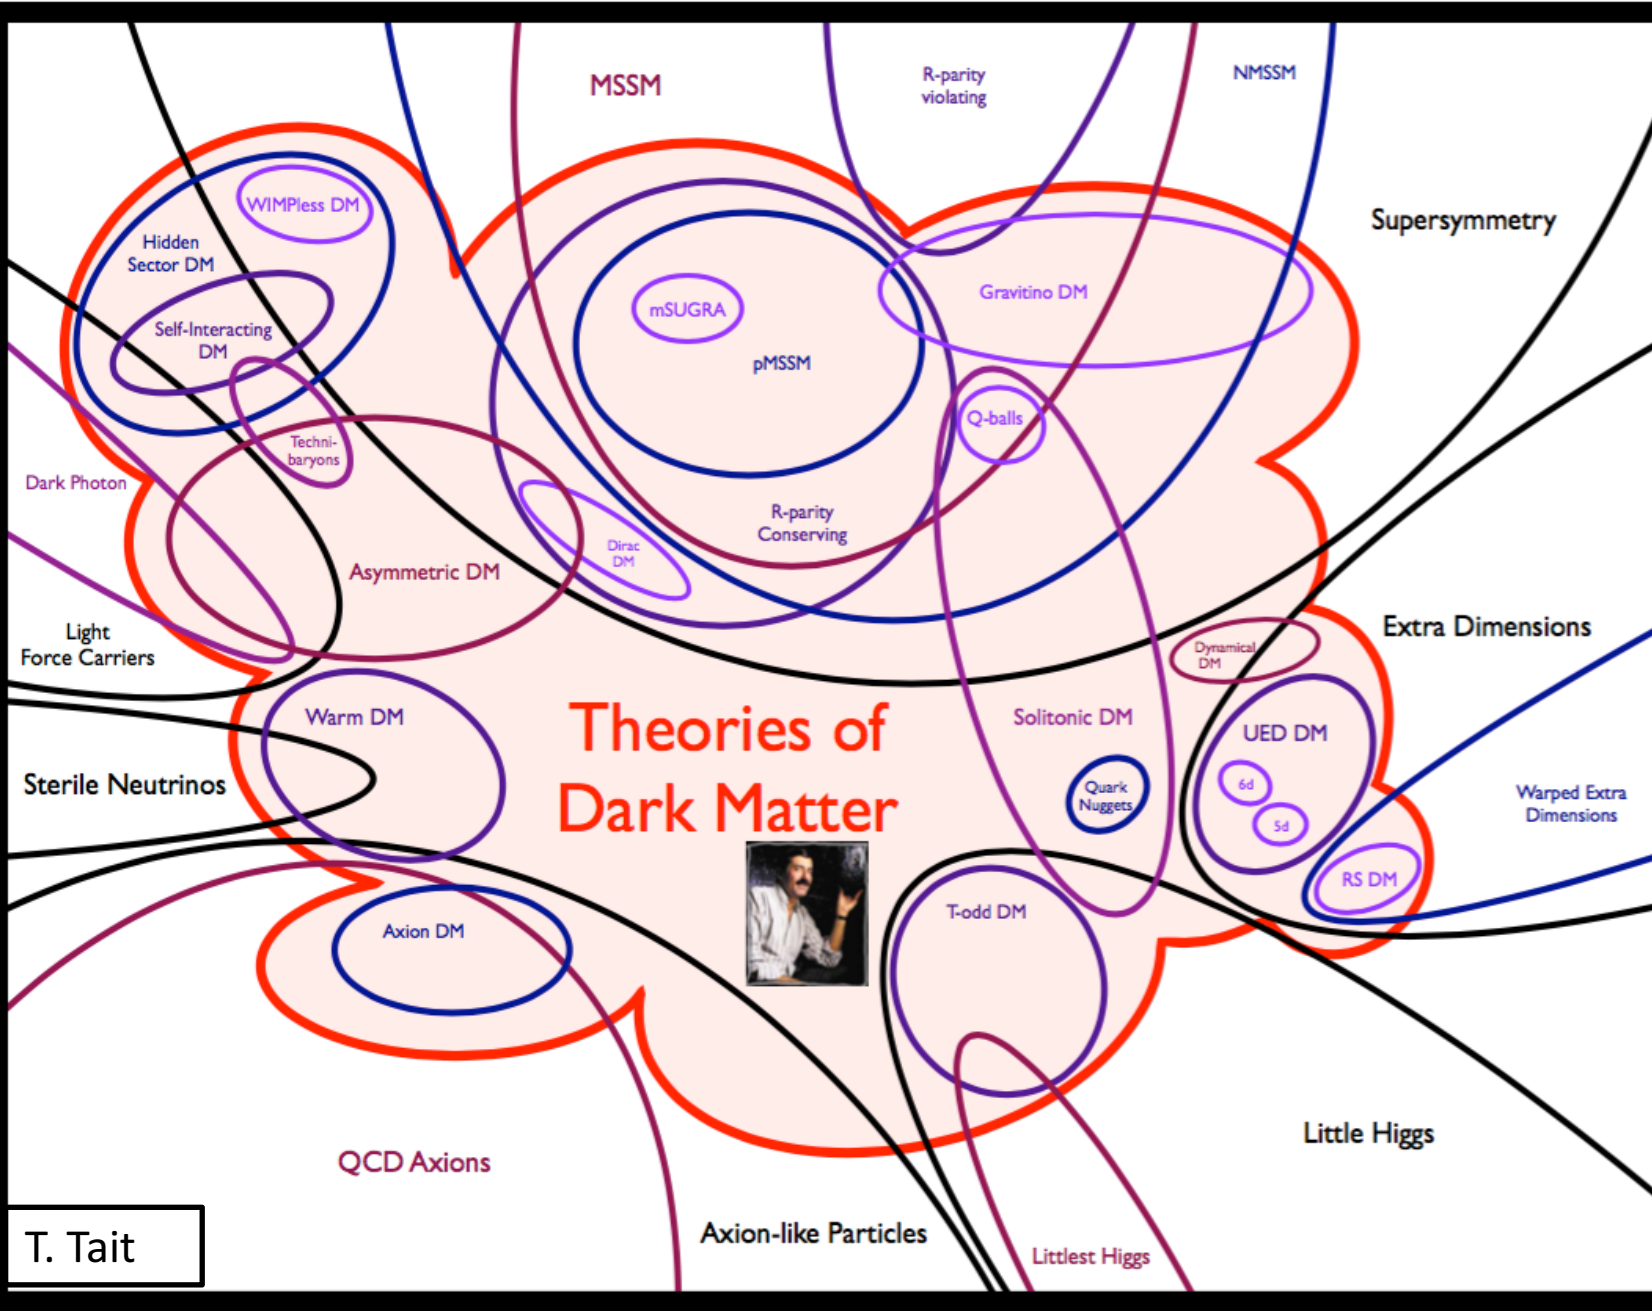 MSSM
R-parity
violating
NMSSM
Supersymmetry
WIMPless DM
Hidden
Sector DM
Self-Interacting
DM
mSUGRA
pMSSM
Gravitino DM
Q-balls
Techni-
baryons
Dark Photon
R-parity
Conserving
Dirac
DM
Asymmetric DM
Light
Force Carriers
Extra Dimensions
Dynamical
DM
Warm DM
Theories of
Dark Matter
Solitonic DM
UED DM
6d
5d
Quark
Nuggets
Sterile Neutrinos
Warped Extra
Dimensions
RS DM
Axion DM
T-odd DM
Little Higgs
QCD Axions
Axion-like Particles
Littlest Higgs
T. Tait